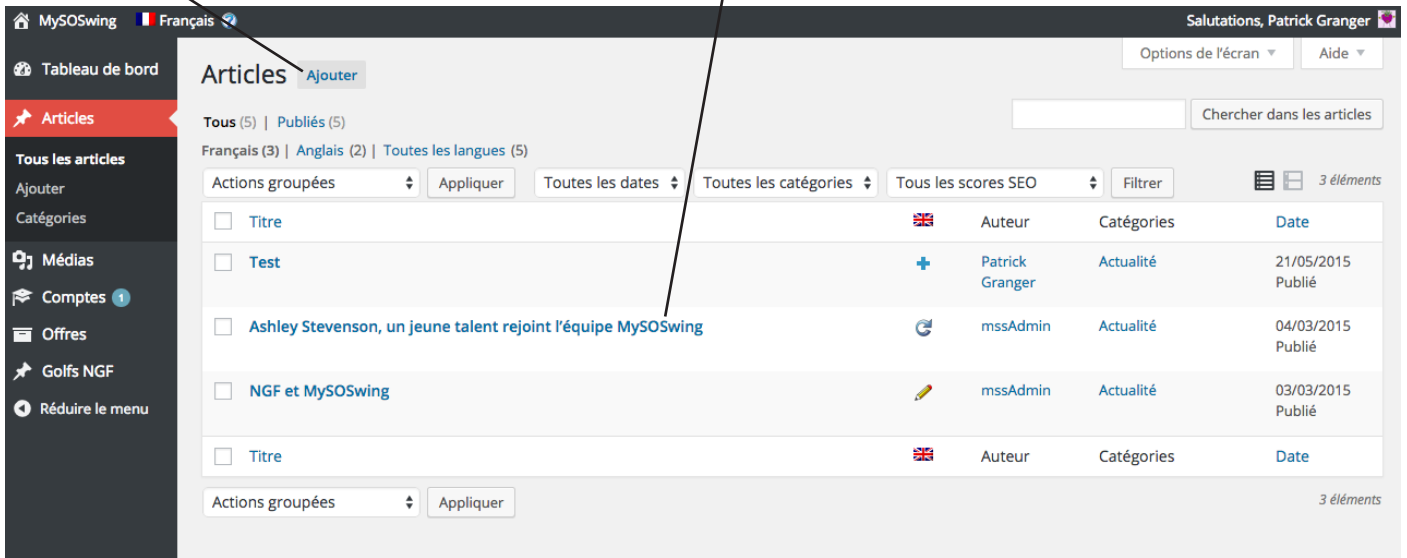 MySOSwing Français Salutations, Patrick Granger
Options de l'écran Aide
Tableau de bord
Articles
Tous les articles
Ajouter
Catégories
Médias
Comptes 1
Offres
Golfs NGF
Réduire le menu
Articles Ajouter
Tous (5) | Publiés (5)
Chercher dans les articles
Français (3) | Anglais (2) | Toutes les langues (5)
Actions groupées Appliquer Toutes les dates Toutes les catégories Tous les scores SEO Filtrer 3 éléments
Titre Auteur Catégories Date
Test Patrick Actualité 21/05/2015
Granger Publié
Ashley Stevenson, un jeune talent rejoint l’équipe MySOSwing mssAdmin Actualité 04/03/2015
Publié
NGF et MySOSwing mssAdmin Actualité 03/03/2015
Publié
Titre Auteur Catégories Date
Actions groupées Appliquer 3 éléments